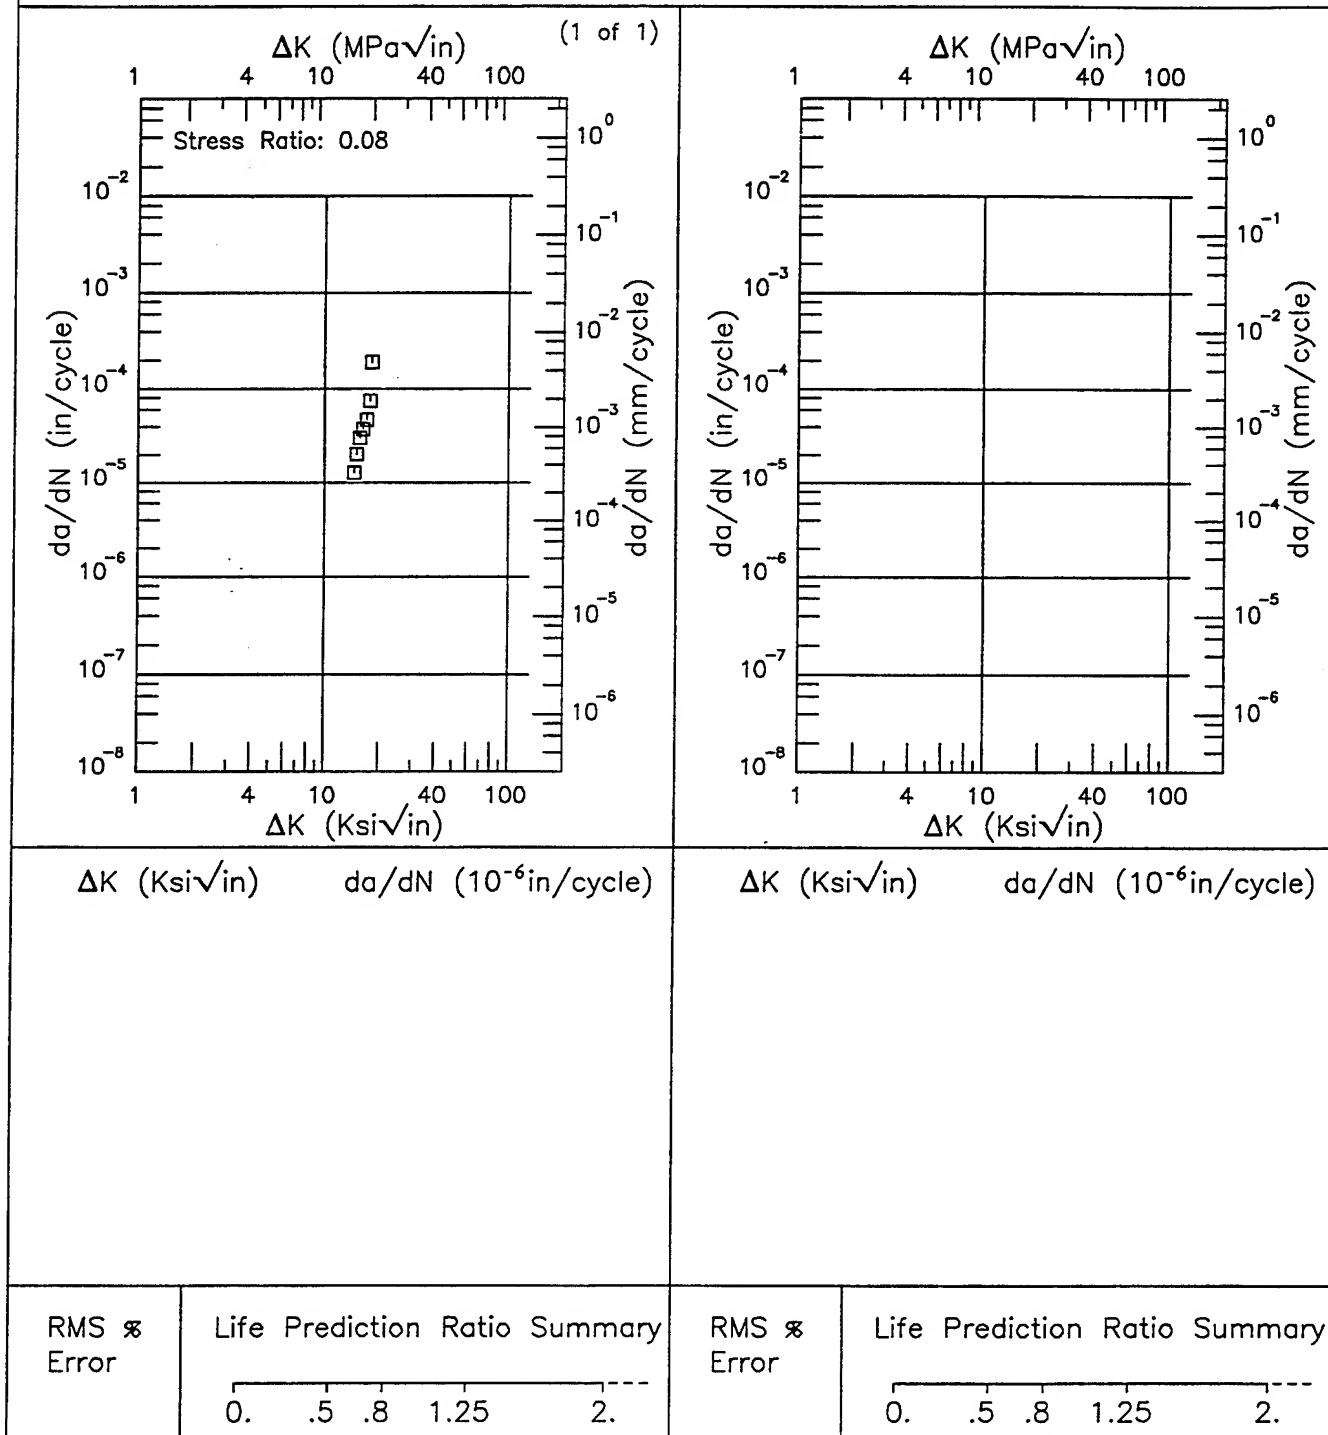 (1 of 1)
ΔK (MPa√in)
1 4 10 40 100
Stress Ratio: 0.08
10⁻²
10⁻³
10⁻⁴
10⁻⁵
10⁻⁶
10⁻⁷
10⁻⁸
da/dN (in/cycle)
10⁰
10⁻¹
10⁻²
10⁻³
10⁻⁴
10⁻⁵
10⁻⁶
da/dN (mm/cycle)
1 4 10 40 100
ΔK (Ksi√in)
ΔK (MPa√in)
1 4 10 40 100
10⁻²
10⁻³
10⁻⁴
10⁻⁵
10⁻⁶
10⁻⁷
10⁻⁸
da/dN (in/cycle)
10⁰
10⁻¹
10⁻²
10⁻³
10⁻⁴
10⁻⁵
10⁻⁶
da/dN (mm/cycle)
1 4 10 40 100
ΔK (Ksi√in)
ΔK (Ksi√in) da/dN (10⁻⁶in/cycle)
ΔK (Ksi√in) da/dN (10⁻⁶in/cycle)
RMS %
Error
Life Prediction Ratio Summary
0. .5 .8 1.25 2.
RMS %
Error
Life Prediction Ratio Summary
0. .5 .8 1.25 2.